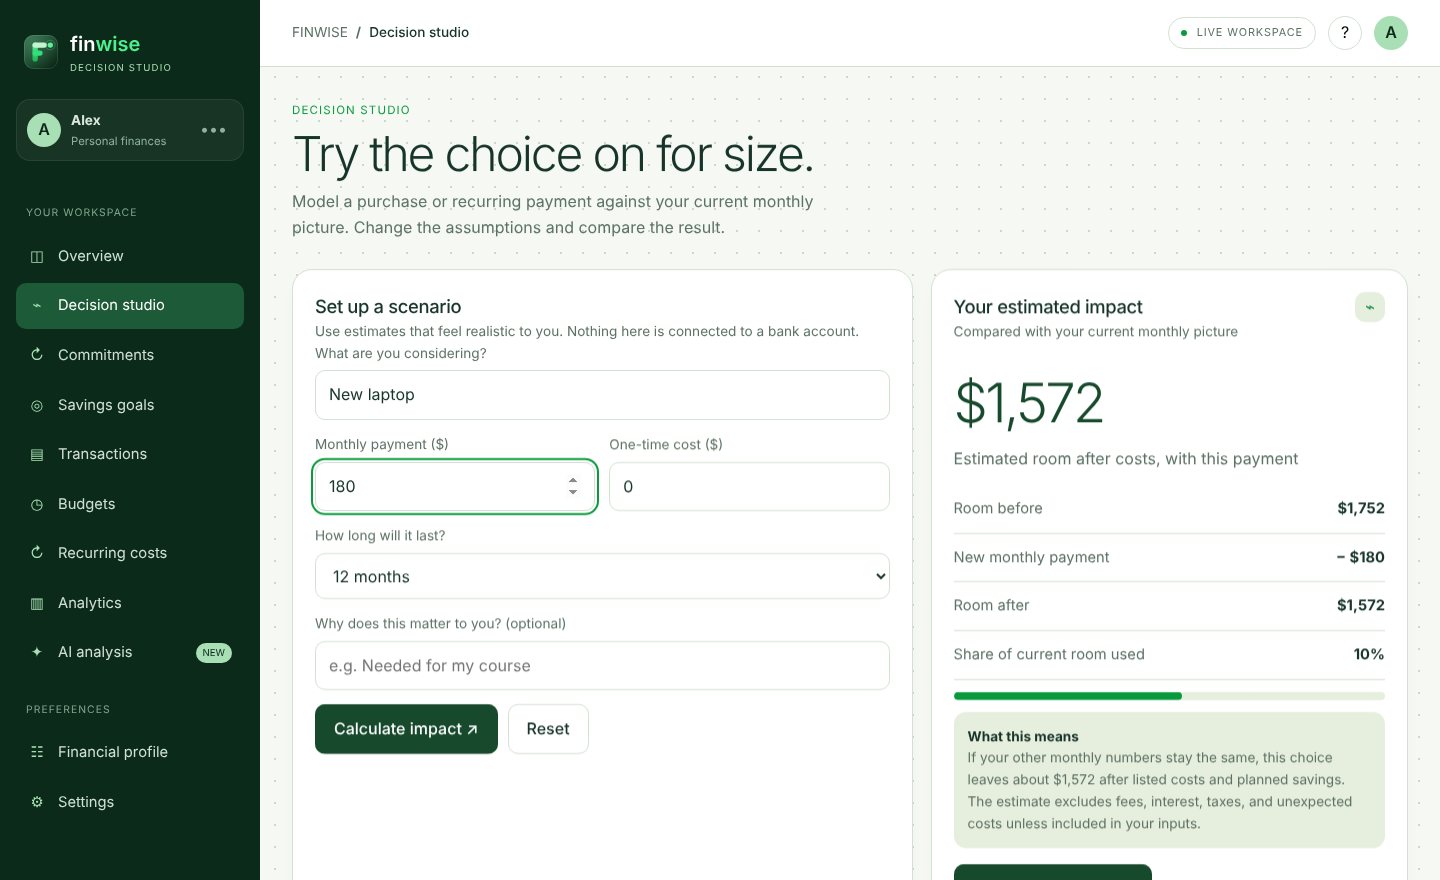 finwise
DECISION STUDIO
A
Alex
Personal finances
YOUR WORKSPACE
Overview
Decision studio
Commitments
Savings goals
Transactions
Budgets
Recurring costs
Analytics
AI analysis
NEW
PREFERENCES
Financial profile
Settings
FINWISE / Decision studio
LIVE WORKSPACE
?
A
DECISION STUDIO
Try the choice on for size.
Model a purchase or recurring payment against your current monthly
picture. Change the assumptions and compare the result.
Set up a scenario
Use estimates that feel realistic to you. Nothing here is connected to a bank account.
What are you considering?
New laptop
Monthly payment ($)
180
One-time cost ($)
0
How long will it last?
12 months
Why does this matter to you? (optional)
e.g. Needed for my course
Calculate impact ↗
Reset
Your estimated impact
Compared with your current monthly picture
$1,572
Estimated room after costs, with this payment
Room before $1,752
New monthly payment − $180
Room after $1,572
Share of current room used 10%
What this means
If your other monthly numbers stay the same, this choice
leaves about $1,572 after listed costs and planned savings.
The estimate excludes fees, interest, taxes, and unexpected
costs unless included in your inputs.